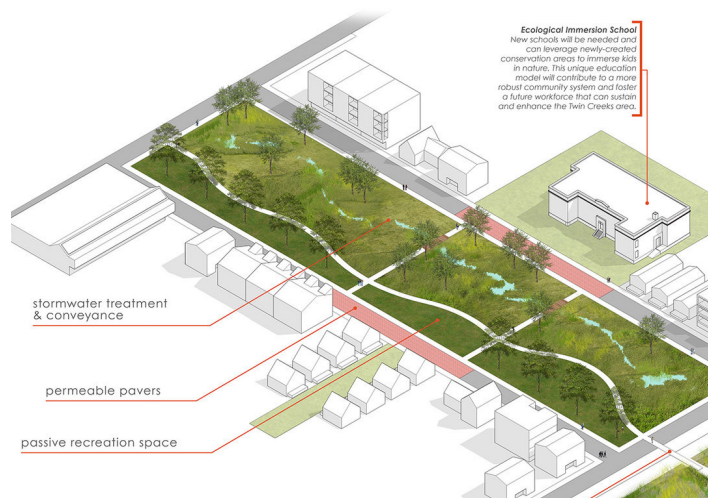 Ecological Immersion School
New schools will be needed and
can leverage newly-created
conservation areas to immerse kids
in nature. This unique education
model will contribute to a more
robust community system and foster
a future workforce that can sustain
and enhance the Twin Creeks area.
stormwater treatment
& conveyance
permeable pavers
passive recreation space